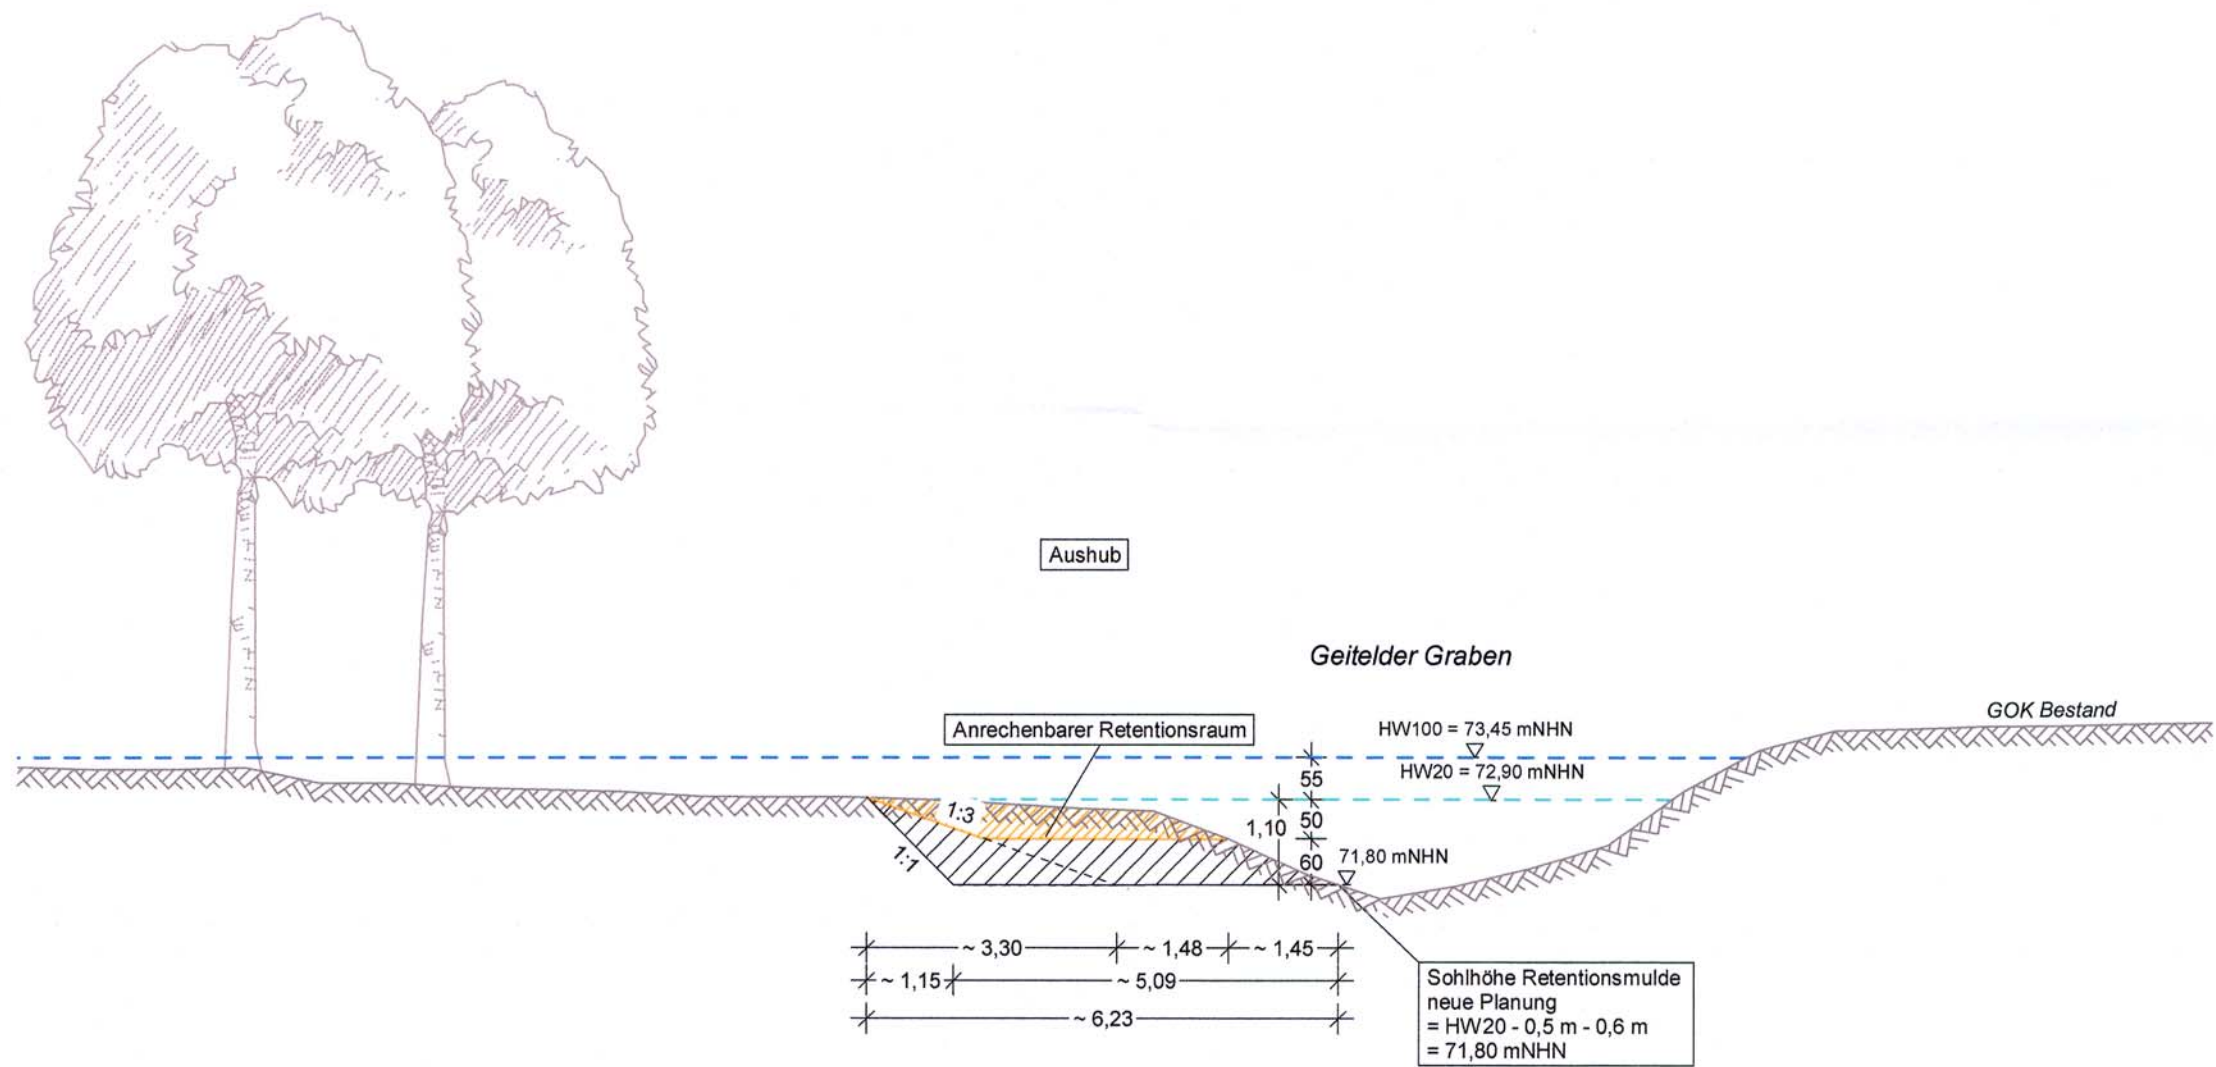 Aushub
Geitelder Graben
GOK Bestand
Anrechenbarer Retentionsraum
HW100 = 73,45 mNHN
HW20 = 72,90 mNHN
55
1:3
1,10
50
1:1
60
71,80 mNHN
~ 3,30
~ 1,48
~ 1,45
~ 1,15
~ 5,09
~ 6,23
Sohlhöhe Retentionsmulde
neue Planung
= HW20 - 0,5 m - 0,6 m
= 71,80 mNHN